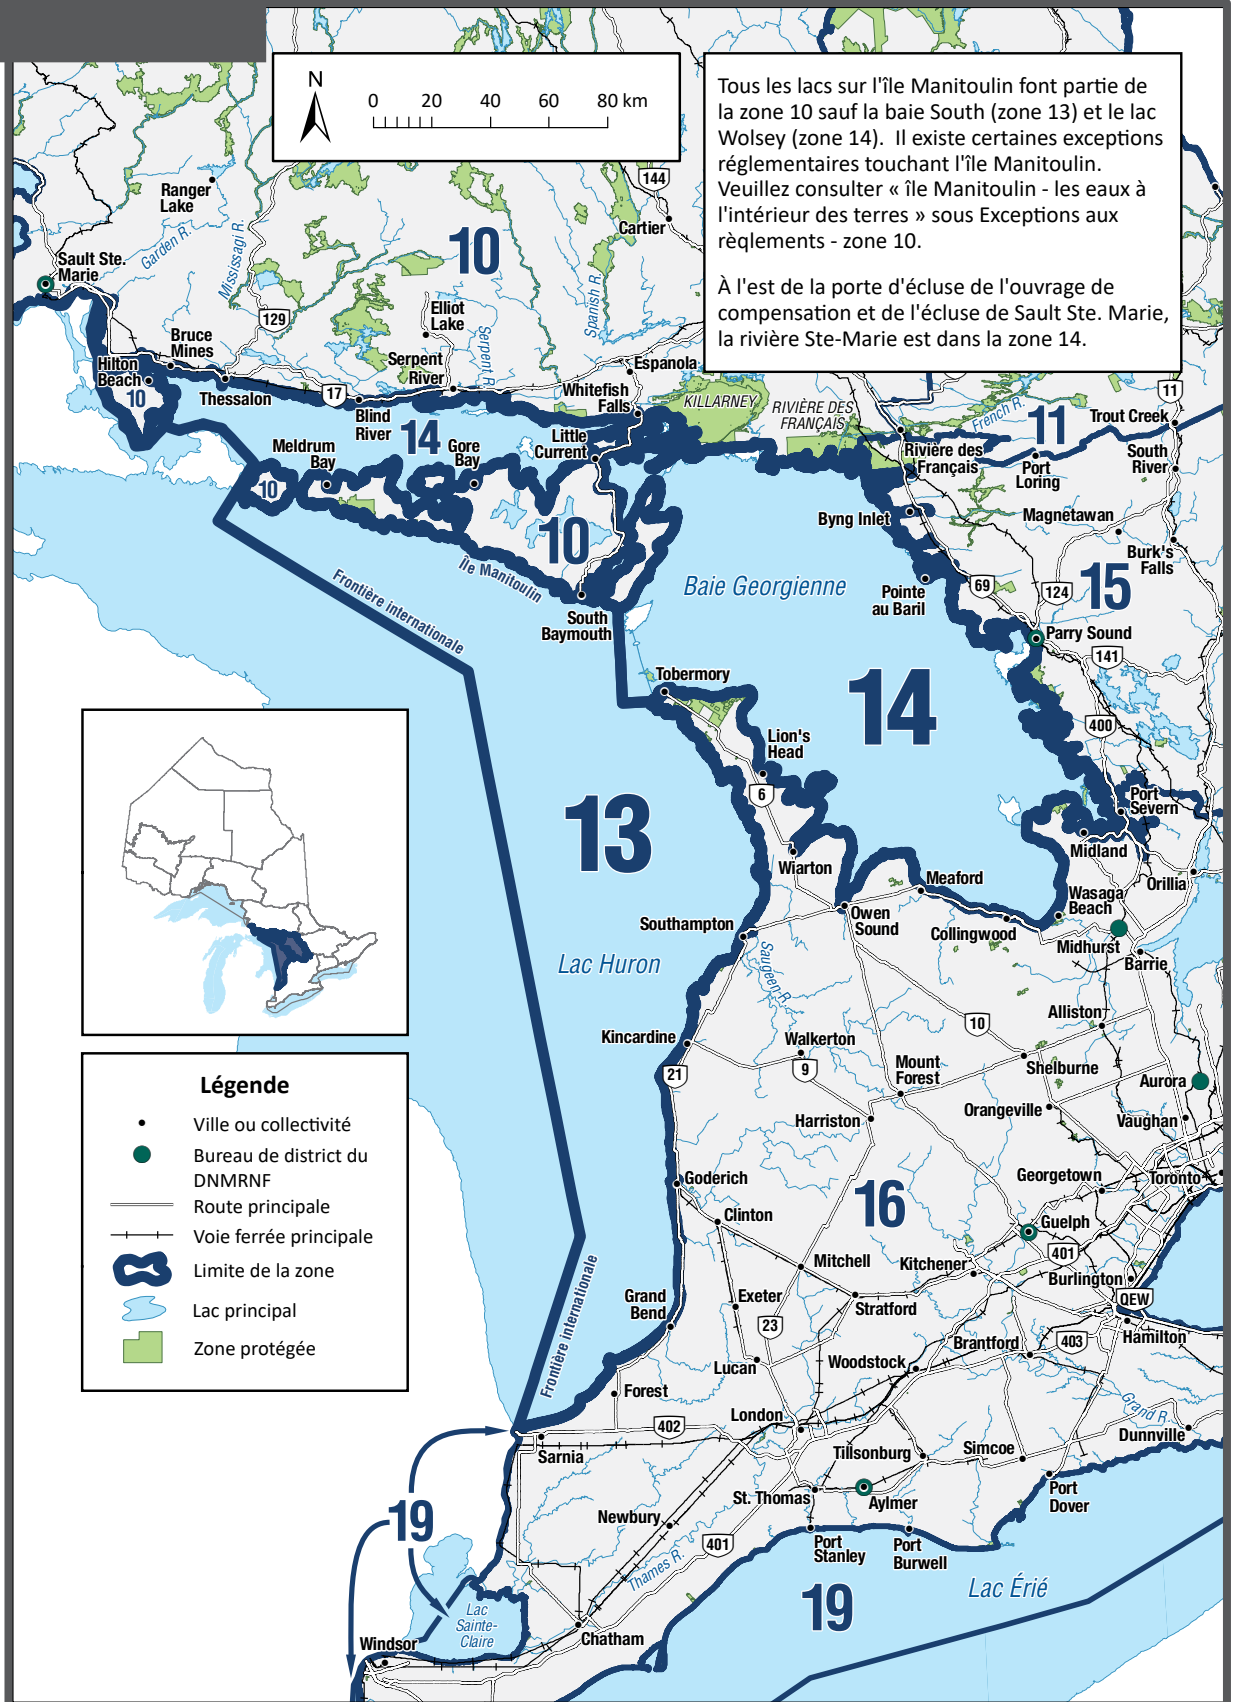 N
0 20 40 60 80 km
Tous les lacs sur l'île Manitoulin font partie de
la zone 10 sauf la baie South (zone 13) et le lac
Wolsey (zone 14). Il existe certaines exceptions
réglementaires touchant l'île Manitoulin.
Veuillez consulter « île Manitoulin - les eaux à
l'intérieur des terres » sous Exceptions aux
règlements - zone 10.
À l'est de la porte d'écluse de l'ouvrage de
compensation et de l'écluse de Sault Ste. Marie,
la rivière Ste-Marie est dans la zone 14.
144
Ranger
Lake
Cartier
Garden R.
Mississagi R.
10
Spanish R.
Sault Ste.
Marie
129
Elliot
Lake
Serpent R.
Bruce
Mines
Hilton
Beach
10
Thessalon
17
Serpent
River
Blind
River
Espanola
Whitefish
Falls
KILLARNEY
RIVIÈRE DES
FRANÇAIS
French R.
11
11
Trout Creek
14
Little
Current
Meldrum
Bay
Gore
Bay
10
10
Rivière des
Français
Port
Loring
South
River
Byng Inlet
Magnetawan
Burk's
Falls
Île Manitoulin
Frontière internationale
Baie Georgienne
Pointe
au Baril
69
124
15
South
Baymouth
Parry Sound
141
Tobermory
14
400
Lion's
Head
6
13
Port
Severn
Midland
Wiarton
Orillia
Meaford
Wasaga
Beach
Southampton
Owen
Sound
Collingwood
Midhurst
Barrie
Lac Huron
Saugeen R.
10
Alliston
Kincardine
Walkerton
21
9
Mount
Forest
Shelburne
Aurora
Harriston
Orangeville
Vaughan
Légende
Ville ou collectivité
Bureau de district du
DNMRNF
Route principale
Voie ferrée principale
Limite de la zone
Lac principal
Zone protégée
Goderich
Georgetown
Toronto
16
Clinton
Guelph
401
Mitchell
Kitchener
Burlington
QEW
Frontière internationale
Grand
Bend
Exeter
Stratford
23
Hamilton
403
Brantford
Lucan
Woodstock
Forest
Grand R.
402
London
Dunnville
Sarnia
Tillsonburg
Simcoe
St. Thomas
Aylmer
Port
Dover
19
Newbury
401
Port
Stanley
Port
Burwell
Thames R.
19
Lac Érié
Lac
Sainte-
Claire
Chatham
Windsor